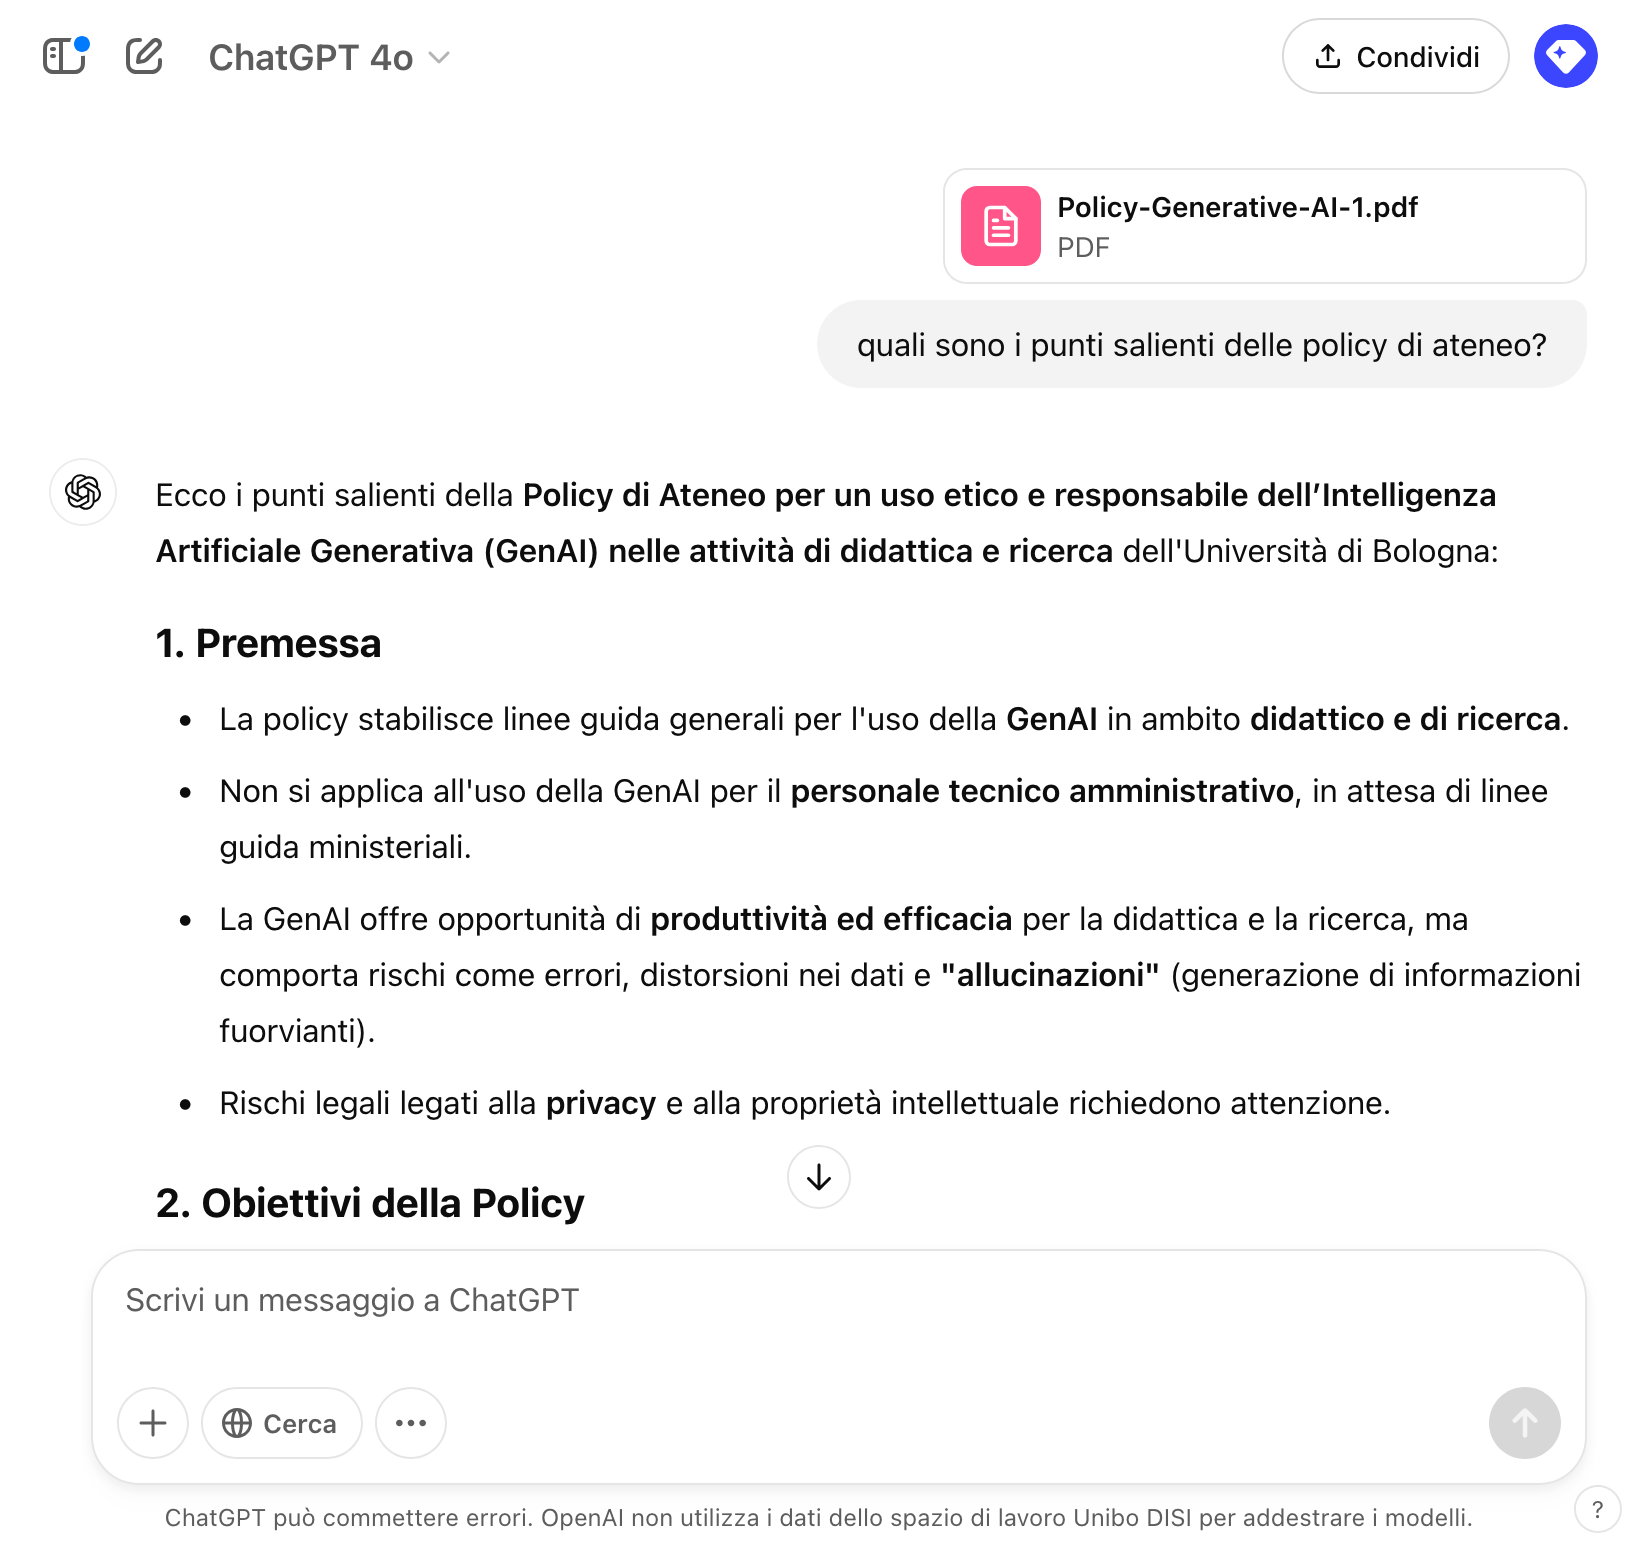 ChatGPT 4o
Condividi
Policy-Generative-AI-1.pdf
PDF
quali sono i punti salienti delle policy di ateneo?
Ecco i punti salienti della Policy di Ateneo per un uso etico e responsabile dell’Intelligenza
Artificiale Generativa (GenAI) nelle attività di didattica e ricerca dell'Università di Bologna:
1. Premessa
• La policy stabilisce linee guida generali per l'uso della GenAI in ambito didattico e di ricerca.
• Non si applica all'uso della GenAI per il personale tecnico amministrativo, in attesa di linee
guida ministeriali.
• La GenAI offre opportunità di produttività ed efficacia per la didattica e la ricerca, ma
comporta rischi come errori, distorsioni nei dati e "allucinazioni" (generazione di informazioni
fuorvianti).
• Rischi legali legati alla privacy e alla proprietà intellettuale richiedono attenzione.
2. Obiettivi della Policy
Scrivi un messaggio a ChatGPT
Cerca
ChatGPT può commettere errori. OpenAI non utilizza i dati dello spazio di lavoro Unibo DISI per addestrare i modelli.
?